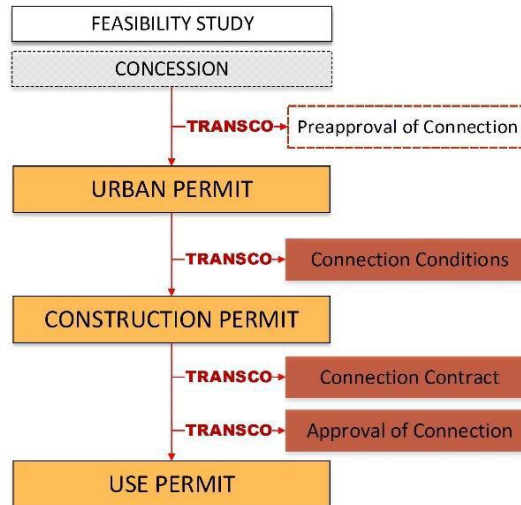 FEASIBILITY STUDY
CONCESSION
TRANSCO
Preapproval of Connection
URBAN PERMIT
TRANSCO
Connection Conditions
CONSTRUCTION PERMIT
TRANSCO
Connection Contract
TRANSCO
Approval of Connection
USE PERMIT